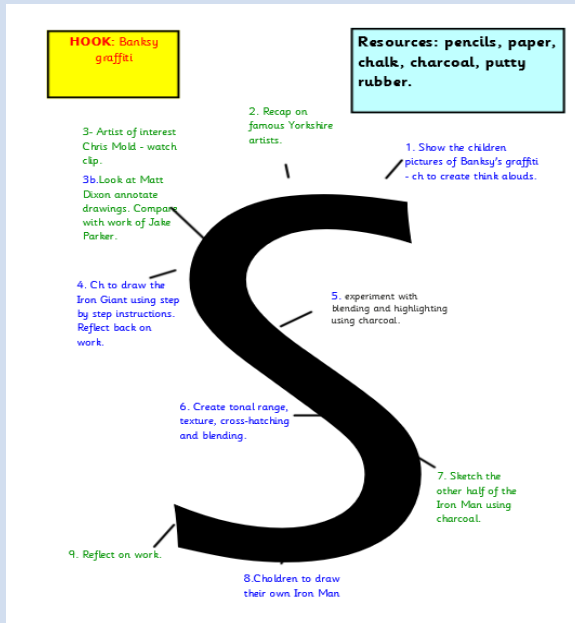 HOOK: Banksy
graffiti
Resources: pencils, paper,
chalk, charcoal, putty
rubber.
1. Show the children
pictures of Banksy's graffiti
- ch to create think alouds.
2. Recap on
famous Yorkshire
artists.
3- Artist of interest
Chris Mold - watch
clip.
3b.Look at Matt
Dixon annotate
drawings. Compare
with work of Jake
Parker.
4. Ch to draw the
Iron Giant using step
by step instructions.
Reflect back on
work.
5. experiment with
blending and highlighting
using charcoal.
6. Create tonal range,
texture, cross-hatching
and blending.
7. Sketch the
other half of the
Iron Man using
charcoal.
8.Choldren to draw
their own Iron Man
9. Reflect on work.
S